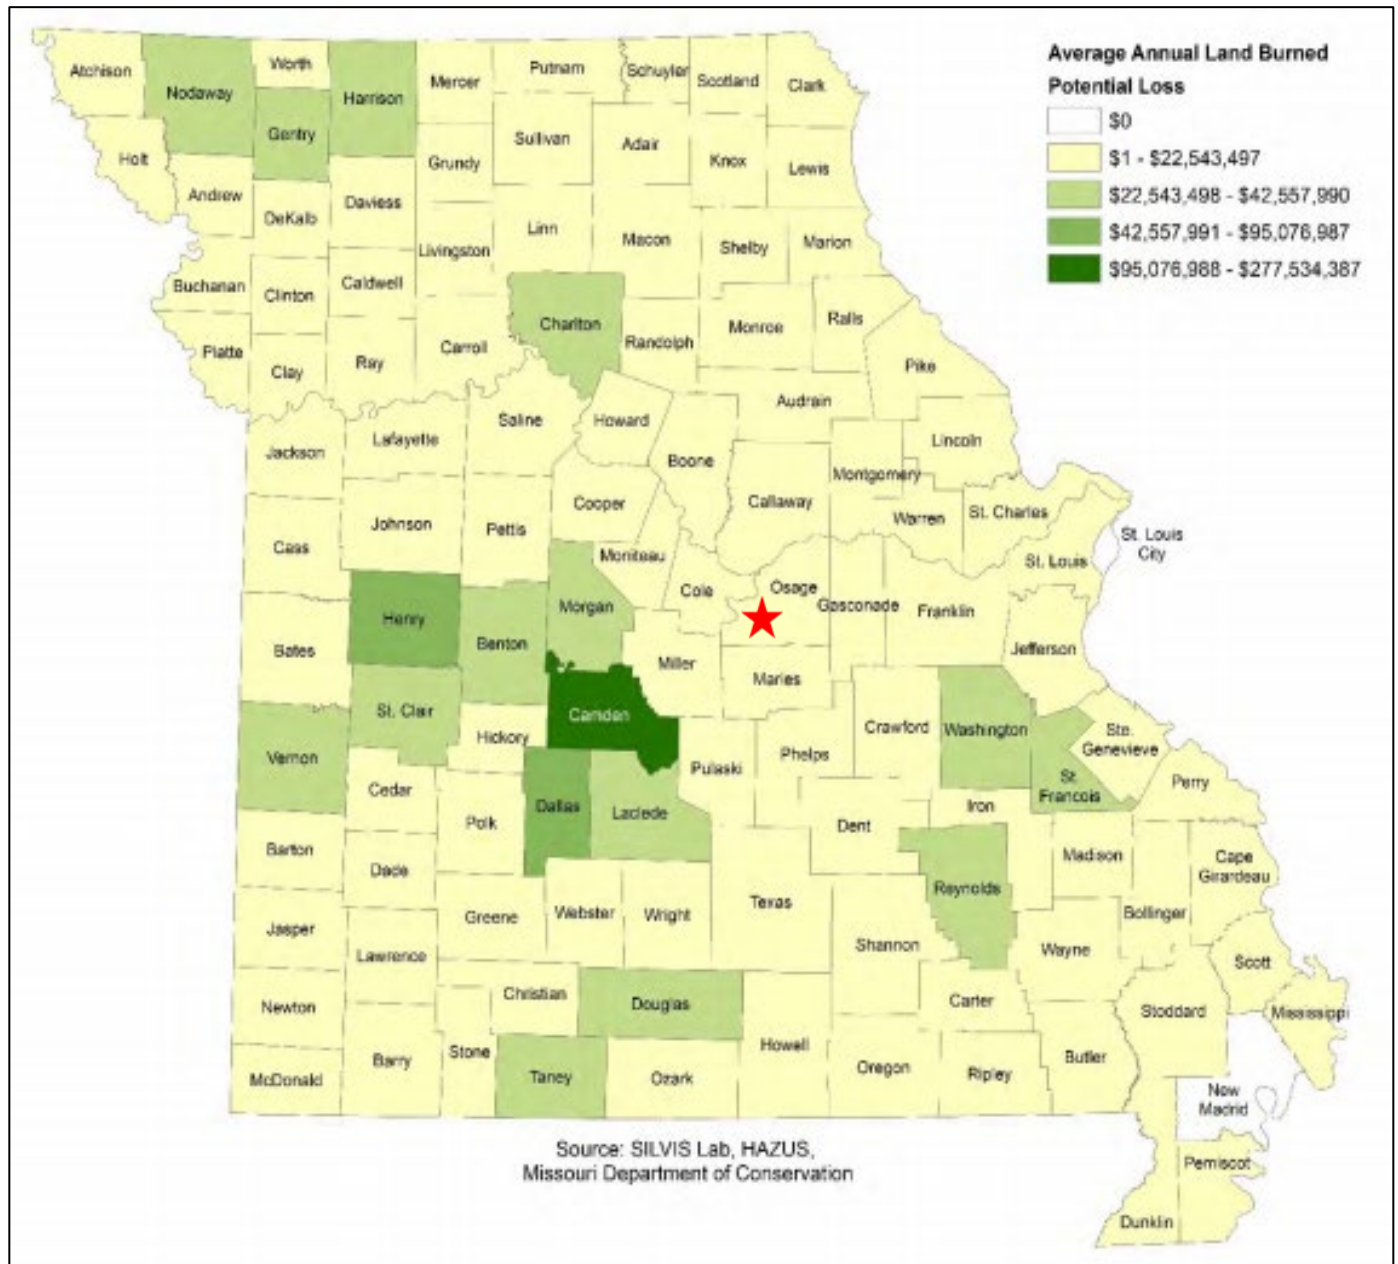 Average Annual Land Burned
Potential Loss
$0
$1 - $22,543,497
$22,543,498 - $42,557,990
$42,557,991 - $95,076,987
$95,076,988 - $277,534,387
Atchison
Nodaway
Worth
Harrison
Mercer
Putnam
Schuyler
Scotland
Clark
Gentry
Holt
Andrew
DeKalb
Daviess
Grundy
Sullivan
Adair
Knox
Lewis
Livingston
Linn
Macon
Shelby
Marion
Buchanan
Clinton
Caldwell
Platte
Clay
Ray
Carroll
Chariton
Randolph
Monroe
Ralls
Pike
Audrain
Jackson
Lafayette
Saline
Howard
Boone
Callaway
Montgomery
Lincoln
Warren
St. Charles
St. Louis
City
St. Louis
Cass
Johnson
Pettis
Cooper
Moniteau
Cole
Osage
Gasconade
Franklin
Jefferson
Bates
Henry
Benton
Morgan
Miller
Maries
St. Clair
Hickory
Camden
Pulaski
Phelps
Crawford
Washington
Ste.
Genevieve
St.
Francois
Perry
Vernon
Cedar
Polk
Dallas
Laclede
Dent
Iron
Barton
Dade
Greene
Webster
Wright
Texas
Reynolds
Madison
Cape
Girardeau
Bollinger
Jasper
Lawrence
Shannon
Wayne
Scott
Newton
Christian
Douglas
Howell
Carter
Stoddard
Mississippi
McDonald
Barry
Stone
Taney
Ozark
Oregon
Ripley
Butler
New
Madrid
Pemiscot
Dunklin
Source: SILVIS Lab, HAZUS,
Missouri Department of Conservation